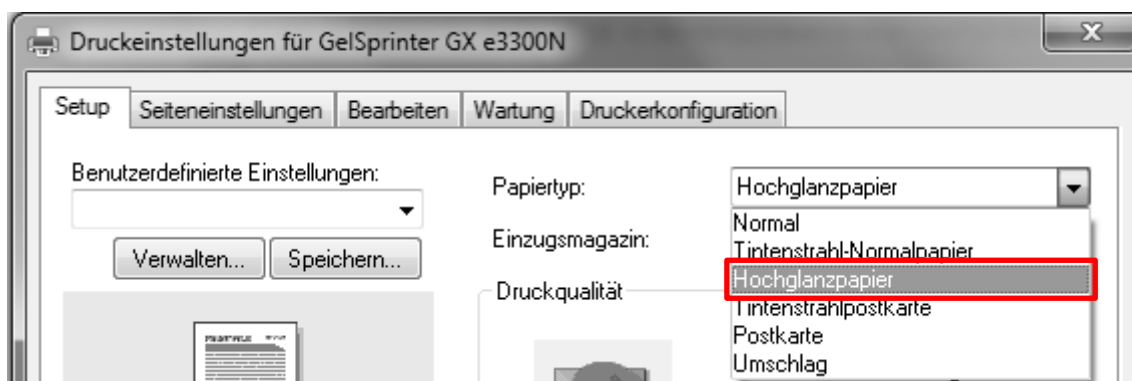 Druckeinstellungen für GelSprinter GX e3300N
Setup Seiteneinstellungen Bearbeiten Wartung Druckerkonfiguration
Benutzerdefinierte Einstellungen:
Papiertyp: Hochglanzpapier
Normal
Einzugsmagazin:
Tintenstrahl-Normalpapier
Verwalten... Speichern...
Hochglanzpapier
Druckqualität
Tintenstrahlpostkarte
Postkarte
Umschlag